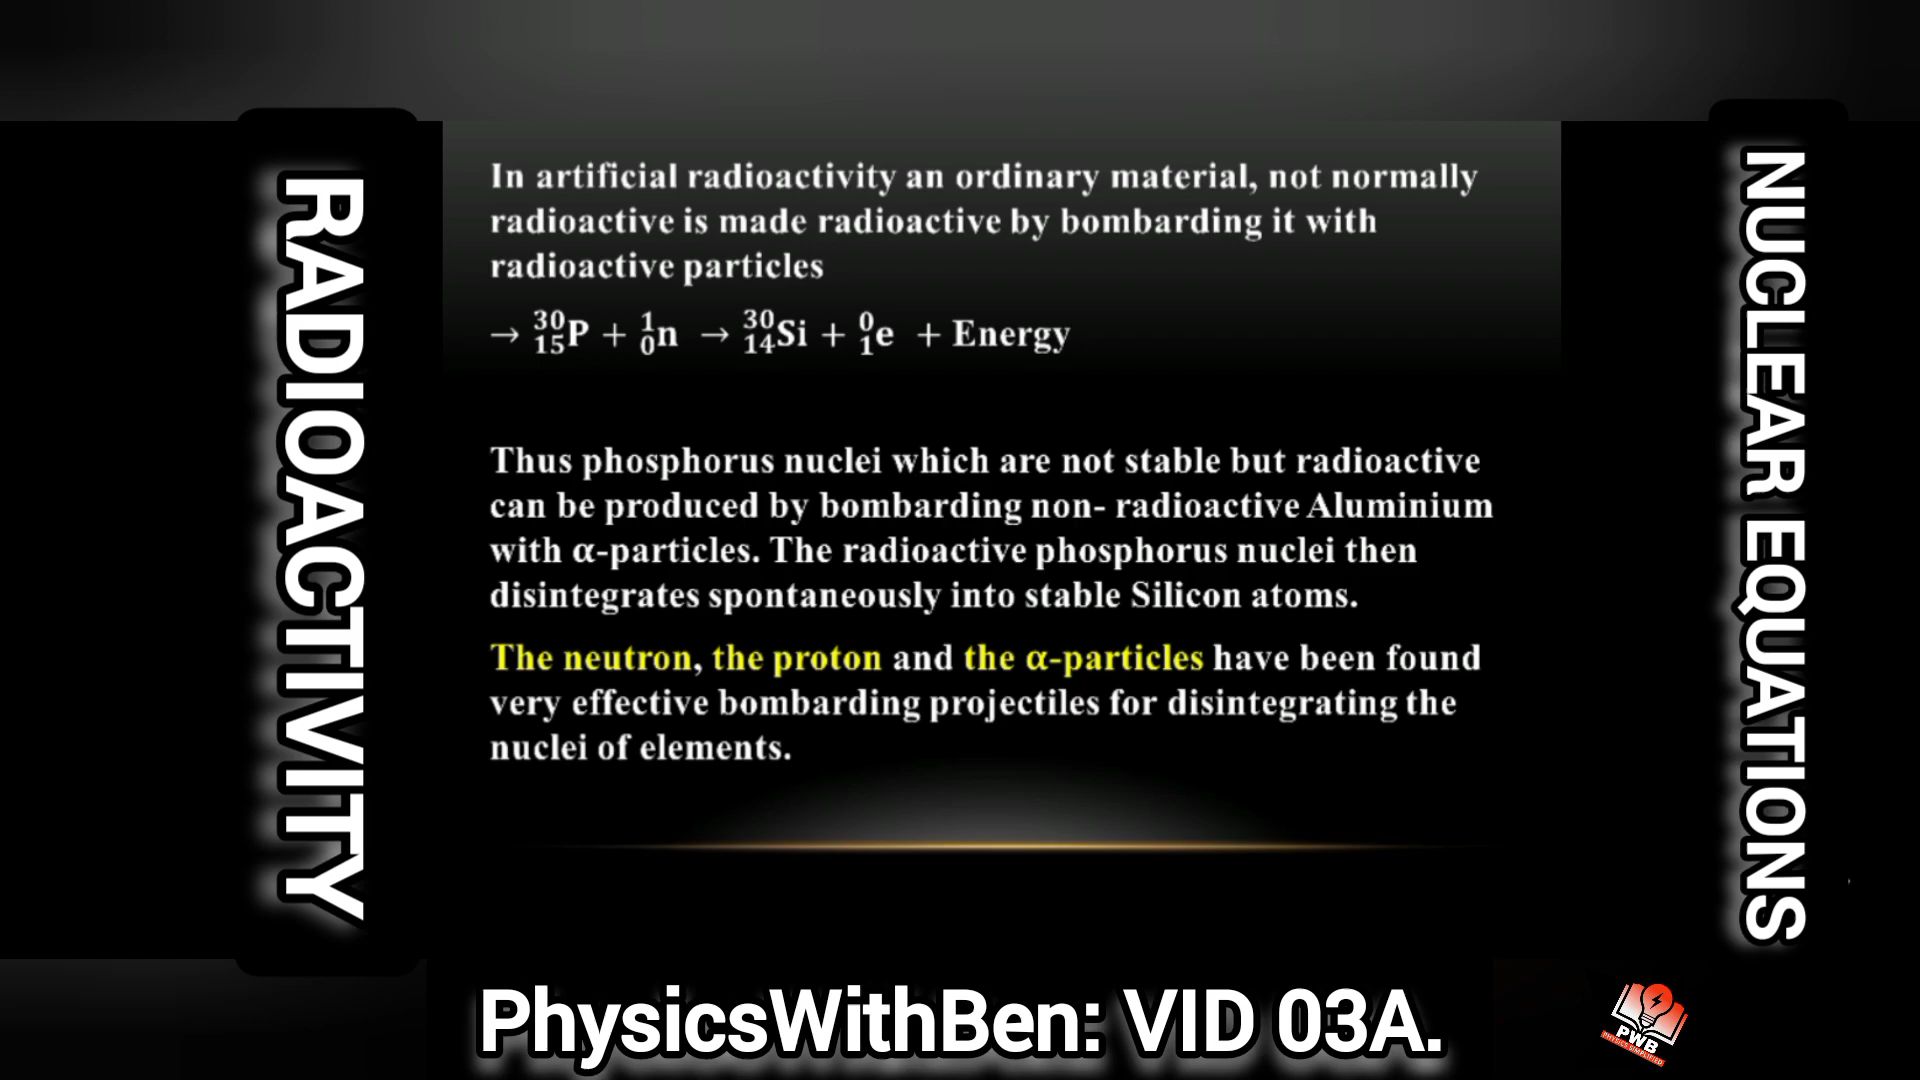 RADIOACTIVITY
In artificial radioactivity an ordinary material, not normally
radioactive is made radioactive by bombarding it with
radioactive particles
→ ³⁰₁₅P + ¹₀n → ³⁰₁₄Si + ⁰₁e + Energy
Thus phosphorus nuclei which are not stable but radioactive
can be produced by bombarding non- radioactive Aluminium
with α-particles. The radioactive phosphorus nuclei then
disintegrates spontaneously into stable Silicon atoms.
The neutron, the proton and the α-particles have been found
very effective bombarding projectiles for disintegrating the
nuclei of elements.
NUCLEAR EQUATIONS
PhysicsWithBen: VID 03A.
PWB
PHYSICS SIMPLIFIED